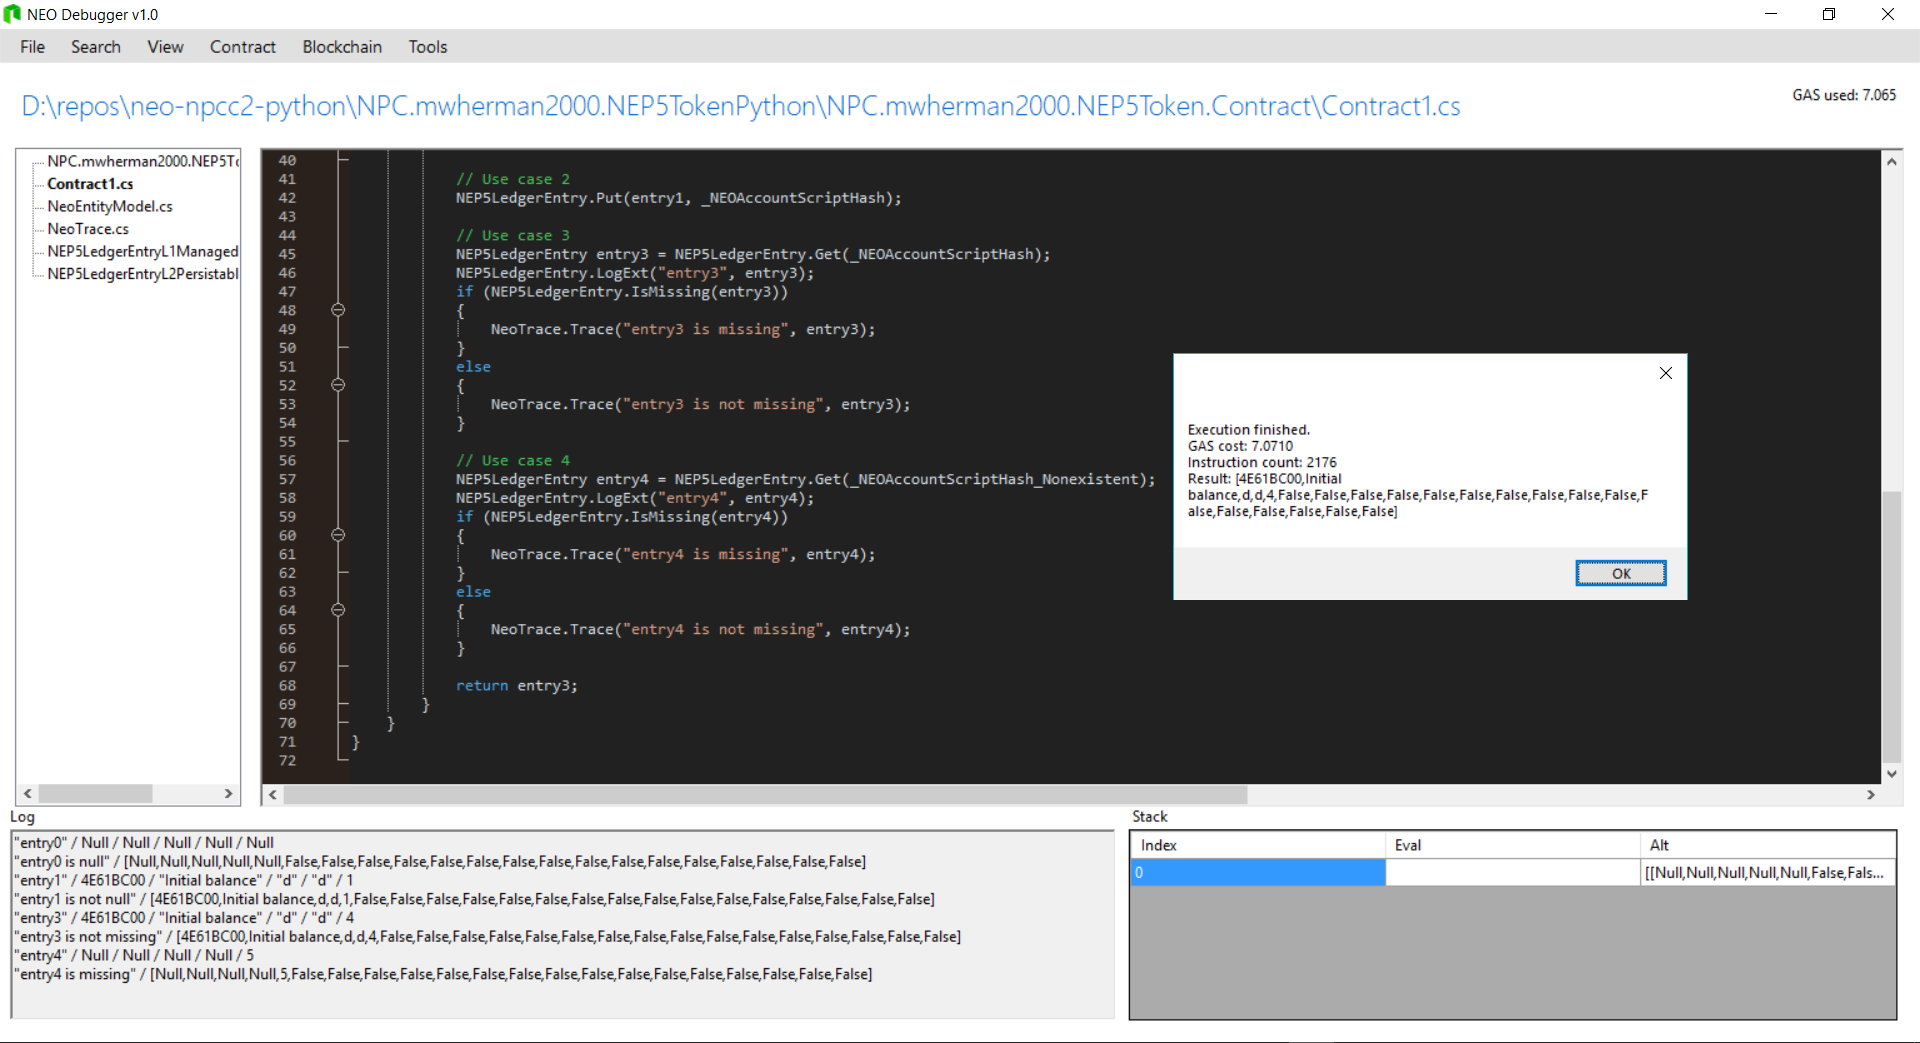 NEO Debugger v1.0
File Search View Contract Blockchain Tools
D:\repos\neo-npcc2-python\NPC.mwherman2000.NEP5TokenPython\NPC.mwherman2000.NEP5Token.Contract\Contract1.cs
GAS used: 7.065
NPC.mwherman2000.NEP5To
Contract1.cs
NeoEntityModel.cs
NeoTrace.cs
NEP5LedgerEntryL1Managed
NEP5LedgerEntryL2Persistabl
40
41 // Use case 2
42 NEP5LedgerEntry.Put(entry1, _NEOAccountScriptHash);
43
44 // Use case 3
45 NEP5LedgerEntry entry3 = NEP5LedgerEntry.Get(_NEOAccountScriptHash);
46 NEP5LedgerEntry.LogExt("entry3", entry3);
47 if (NEP5LedgerEntry.IsMissing(entry3))
48 {
49 NeoTrace.Trace("entry3 is missing", entry3);
50 }
51 else
52 {
53 NeoTrace.Trace("entry3 is not missing", entry3);
54 }
55
56 // Use case 4
57 NEP5LedgerEntry entry4 = NEP5LedgerEntry.Get(_NEOAccountScriptHash_Nonexistent);
58 NEP5LedgerEntry.LogExt("entry4", entry4);
59 if (NEP5LedgerEntry.IsMissing(entry4))
60 {
61 NeoTrace.Trace("entry4 is missing", entry4);
62 }
63 else
64 {
65 NeoTrace.Trace("entry4 is not missing", entry4);
66 }
67
68 return entry3;
69 }
70 }
71 }
72
Execution finished.
GAS cost: 7.0710
Instruction count: 2176
Result: [4E61BC00,Initial
balance,d,d,4,False,False,False,False,False,False,False,False,False,False,F
alse,False,False,False,False,False]
OK
Log
"entry0" / Null / Null / Null / Null / Null
"entry0 is null" / [Null,Null,Null,Null,Null,False,False,False,False,False,False,False,False,False,False,False,False,False,False,False,False]
"entry1" / 4E61BC00 / "Initial balance" / "d" / "d" / 1
"entry1 is not null" / [4E61BC00,Initial balance,d,d,1,False,False,False,False,False,False,False,False,False,False,False,False,False,False,False,False]
"entry3" / 4E61BC00 / "Initial balance" / "d" / "d" / 4
"entry3 is not missing" / [4E61BC00,Initial balance,d,d,4,False,False,False,False,False,False,False,False,False,False,False,False,False,False,False,False]
"entry4" / Null / Null / Null / Null / 5
"entry4 is missing" / [Null,Null,Null,Null,5,False,False,False,False,False,False,False,False,False,False,False,False,False,False,False,False]
Stack
Index Eval Alt
0 [[Null,Null,Null,Null,Null,False,Fals...